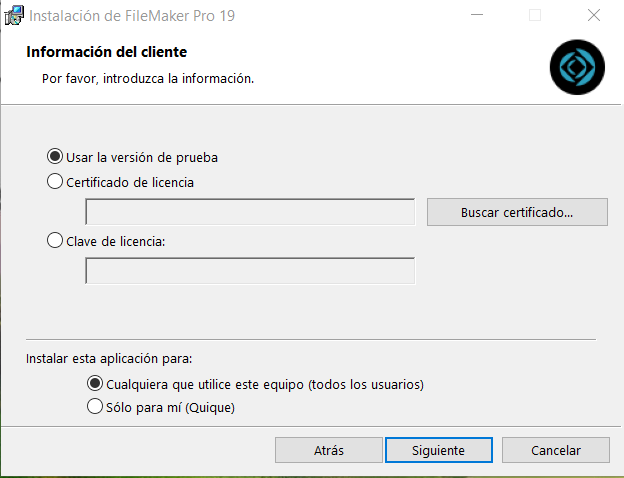 Instalación de FileMaker Pro 19
Información del cliente
Por favor, introduzca la información.
Usar la versión de prueba
Certificado de licencia
Buscar certificado...
Clave de licencia:
Instalar esta aplicación para:
Cualquiera que utilice este equipo (todos los usuarios)
Sólo para mí (Quique)
Atrás
Siguiente
Cancelar